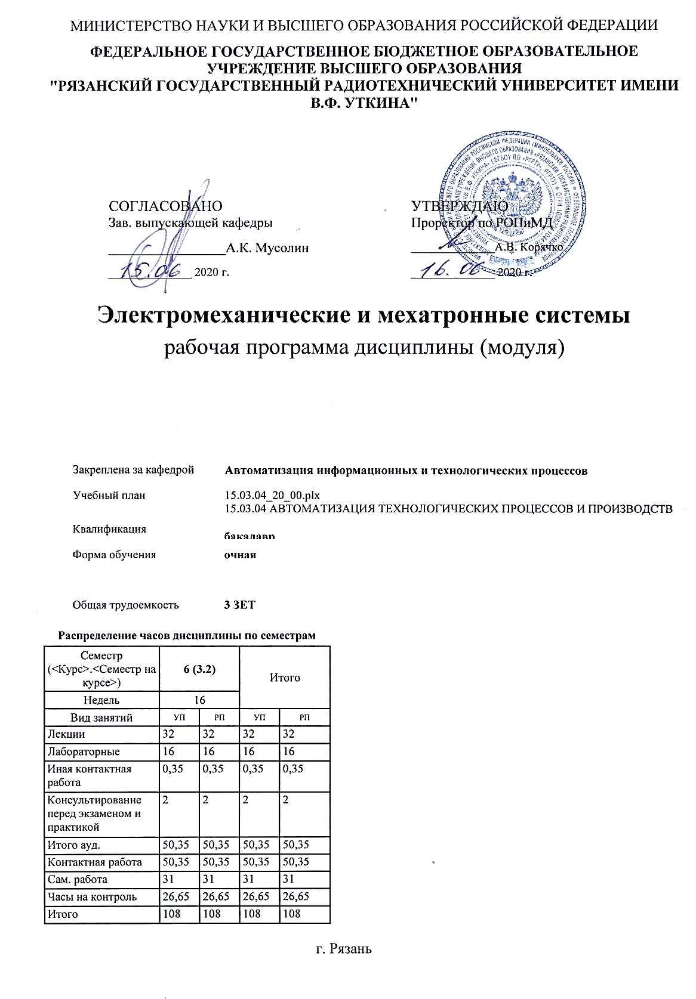 МИНИСТЕРСТВО НАУКИ И ВЫСШЕГО ОБРАЗОВАНИЯ РОССИЙСКОЙ ФЕДЕРАЦИИ
ФЕДЕРАЛЬНОЕ ГОСУДАРСТВЕННОЕ БЮДЖЕТНОЕ ОБРАЗОВАТЕЛЬНОЕ
УЧРЕЖДЕНИЕ ВЫСШЕГО ОБРАЗОВАНИЯ
"РЯЗАНСКИЙ ГОСУДАРСТВЕННЫЙ РАДИОТЕХНИЧЕСКИЙ УНИВЕРСИТЕТ ИМЕНИ
В.Ф. УТКИНА"
СОГЛАСОВАНО
Зав. выпускающей кафедры
А.К. Мусолин
15.06 2020 г.
УТВЕРЖДАЮ
Проректор по РОПиМД
А.В. Корячко
16.06 2020 г.
Электромеханические и мехатронные системы
рабочая программа дисциплины (модуля)
Закреплена за кафедрой Автоматизация информационных и технологических процессов
Учебный план 15.03.04_20_00.plx
15.03.04 АВТОМАТИЗАЦИЯ ТЕХНОЛОГИЧЕСКИХ ПРОЦЕССОВ И ПРОИЗВОДСТВ
Квалификация бакалавр
Форма обучения очная
Общая трудоемкость 3 ЗЕТ
Распределение часов дисциплины по семестрам
Семестр
(<Курс>.<Семестр на
курсе>)
6 (3.2)
Итого
Недель 16
Вид занятий УП РП УП РП
Лекции 32 32 32 32
Лабораторные 16 16 16 16
Иная контактная
работа
0,35 0,35 0,35 0,35
Консультирование
перед экзаменом и
практикой
2 2 2 2
Итого ауд. 50,35 50,35 50,35 50,35
Контактная работа 50,35 50,35 50,35 50,35
Сам. работа 31 31 31 31
Часы на контроль 26,65 26,65 26,65 26,65
Итого 108 108 108 108
г. Рязань